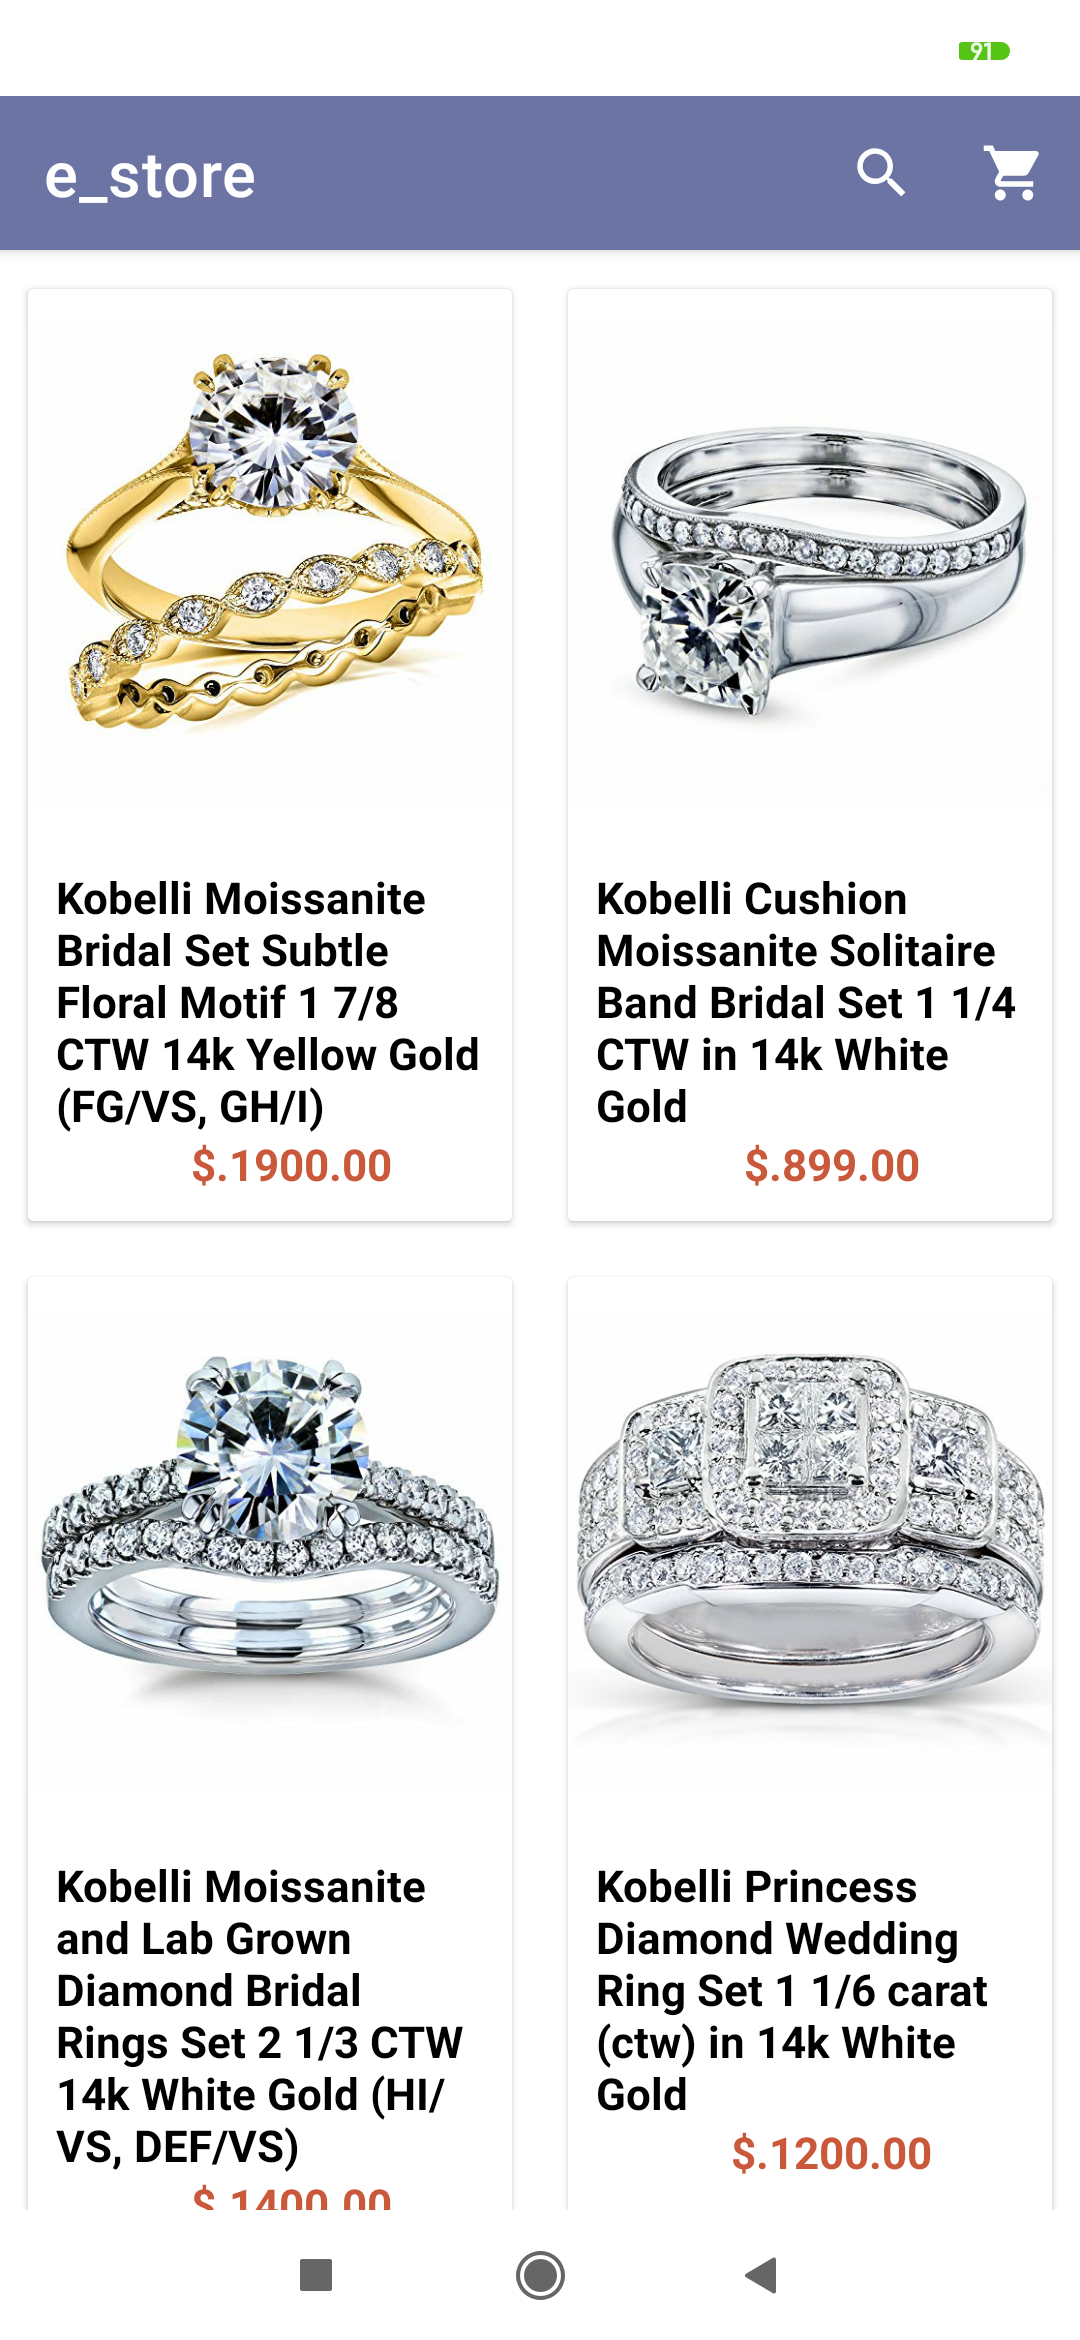 91
e_store
Kobelli Moissanite
Bridal Set Subtle
Floral Motif 1 7/8
CTW 14k Yellow Gold
(FG/VS, GH/I)
$.1900.00
Kobelli Cushion
Moissanite Solitaire
Band Bridal Set 1 1/4
CTW in 14k White
Gold
$.899.00
Kobelli Moissanite
and Lab Grown
Diamond Bridal
Rings Set 2 1/3 CTW
14k White Gold (HI/
VS, DEF/VS)
$.1400.00
Kobelli Princess
Diamond Wedding
Ring Set 1 1/6 carat
(ctw) in 14k White
Gold
$.1200.00